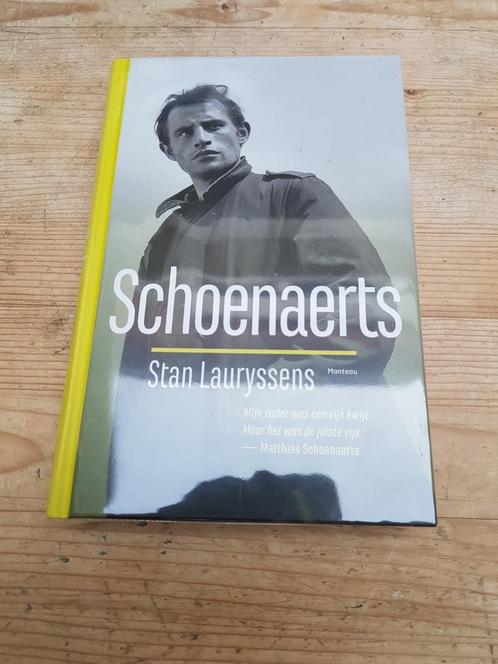 Schoenaerts
Stan Lauryssens
Manteau
'Mijn vader was een vijs kwijt.
Maar het was de juiste vijs.'
— Matthias Schoenaerts